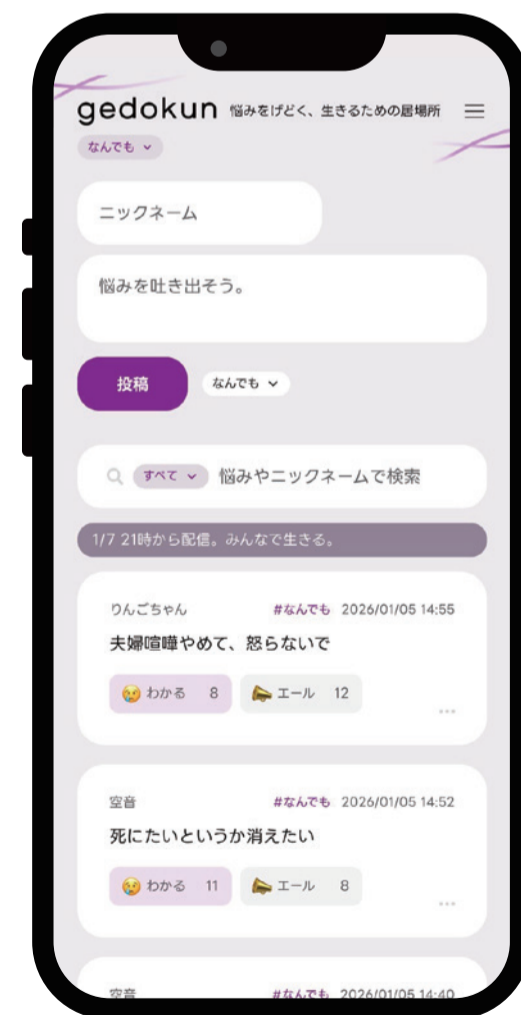 gedokun 悩みをげどく、生きるための居場所
なんでも
ニックネーム
悩みを吐き出そう。
投稿 なんでも
すべて 悩みやニックネームで検索
1/7 21時から配信。みんなで生きる。
りんごちゃん #なんでも 2026/01/05 14:55
夫婦喧嘩やめて、怒らないで
わかる 8 エール 12
空音 #なんでも 2026/01/05 14:52
死にたいというか消えたい
わかる 11 エール 8
空音 #なんでも 2026/01/05 14:40